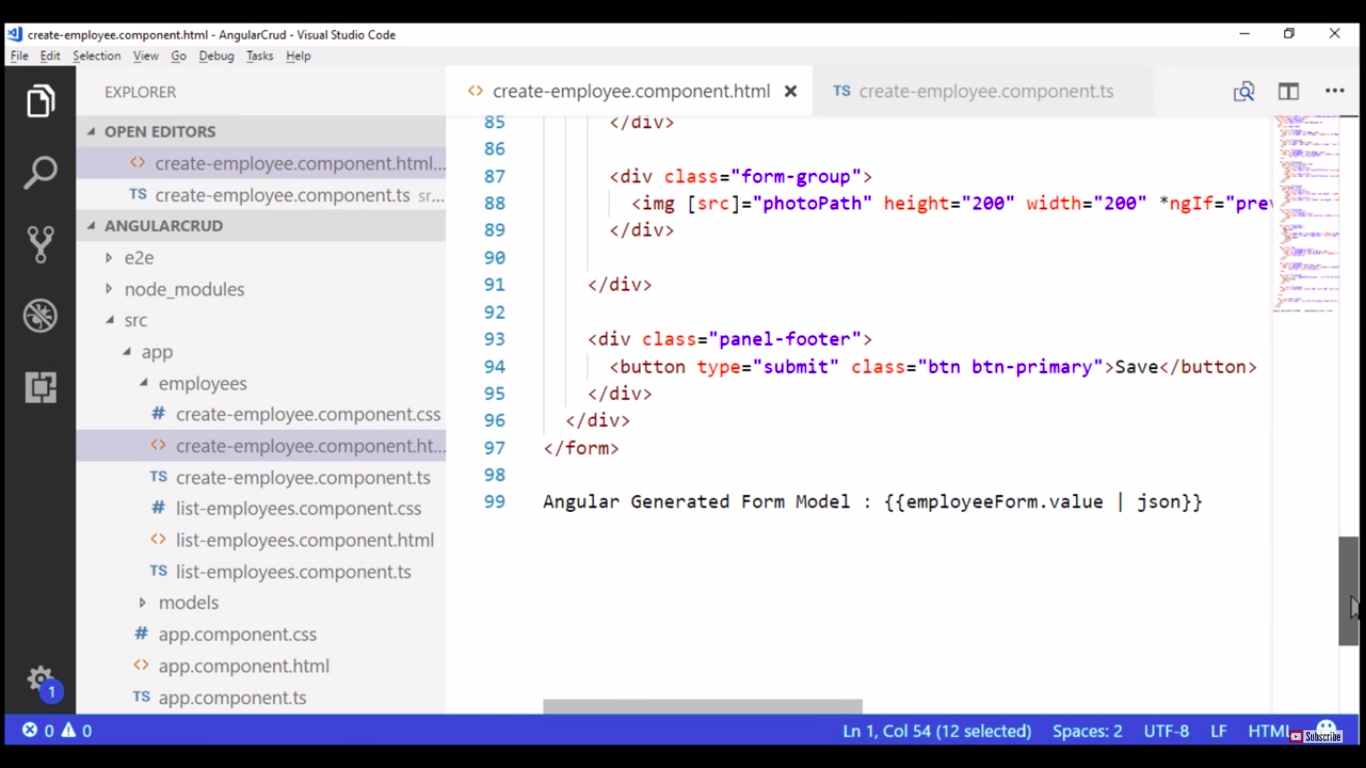 create-employee.component.html - AngularCrud - Visual Studio Code
File Edit Selection View Go Debug Tasks Help
EXPLORER
OPEN EDITORS
create-employee.component.html...
TS create-employee.component.ts sr...
ANGULARCRUD
e2e
node_modules
src
app
employees
# create-employee.component.css
<> create-employee.component.ht...
TS create-employee.component.ts
# list-employees.component.css
<> list-employees.component.html
TS list-employees.component.ts
models
# app.component.css
<> app.component.html
TS app.component.ts
1
<> create-employee.component.html
TS create-employee.component.ts
85 </div>
86
87 <div class="form-group">
88 <img [src]="photoPath" height="200" width="200" *ngIf="prev
89 </div>
90
91 </div>
92
93 <div class="panel-footer">
94 <button type="submit" class="btn btn-primary">Save</button>
95 </div>
96 </div>
97 </form>
98
99 Angular Generated Form Model : {{employeeForm.value | json}}
0 0 Ln 1, Col 54 (12 selected) Spaces: 2 UTF-8 LF HTML
Subscribe